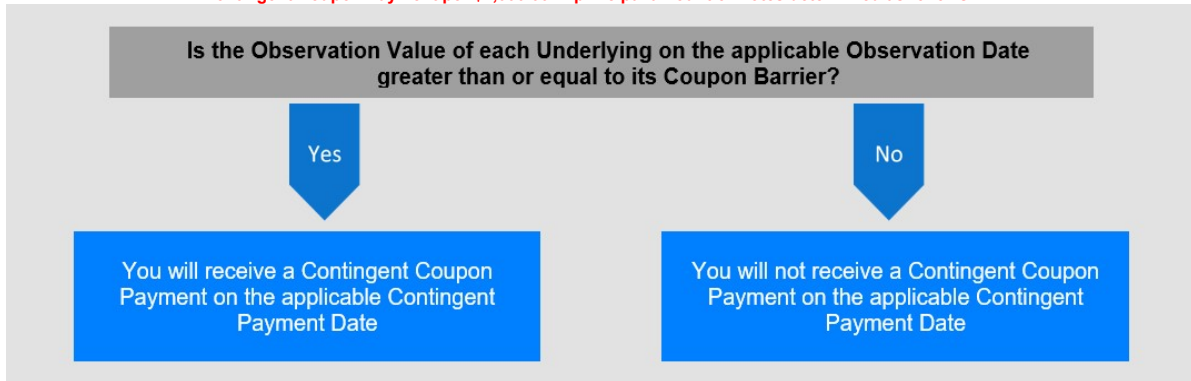 Is the Observation Value of each Underlying on the applicable Observation Date
greater than or equal to its Coupon Barrier?
Yes
No
You will receive a Contingent Coupon
Payment on the applicable Contingent
Payment Date
You will not receive a Contingent Coupon
Payment on the applicable Contingent
Payment Date